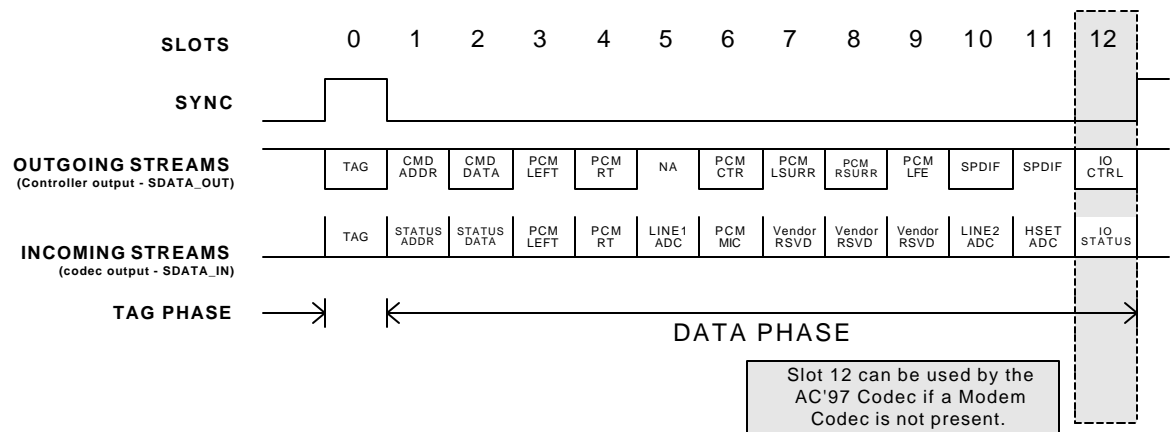 SLOTS 0 1 2 3 4 5 6 7 8 9 10 11 12
SYNC
OUTGOING STREAMS
(Controller output - SDATA_OUT)
TAG
CMD
ADDR
CMD
DATA
PCM
LEFT
PCM
RT
NA
PCM
CTR
PCM
LSURR
PCM
RSURR
PCM
LFE
SPDIF
SPDIF
IO
CTRL
INCOMING STREAMS
(codec output - SDATA_IN)
TAG
STATUS
ADDR
STATUS
DATA
PCM
LEFT
PCM
RT
LINE1
ADC
PCM
MIC
Vendor
RSVD
Vendor
RSVD
Vendor
RSVD
LINE2
ADC
HSET
ADC
IO
STATUS
TAG PHASE
DATA PHASE
Slot 12 can be used by the
AC'97 Codec if a Modem
Codec is not present.